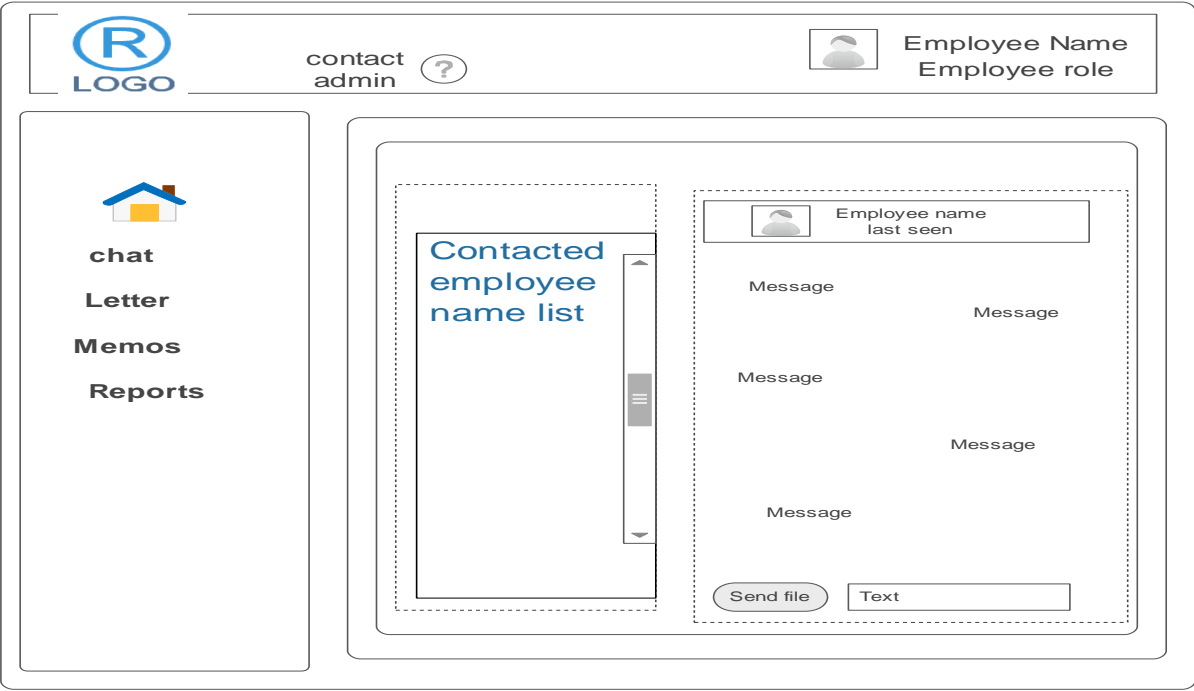 R
LOGO
contact
admin
?
Employee Name
Employee role
chat
Letter
Memos
Reports
Contacted
employee
name list
Employee name
last seen
Message
Message
Message
Message
Message
Send file
Text